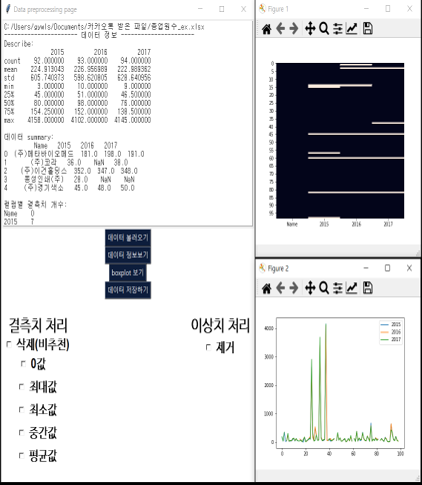 Data preprocessing page
C:/Users/gywls/Documents/카카오톡 받은 파일/종업원수_ex.xlsx
-------------------- 데이터 정보 --------------------
Describe:
2015 2016 2017
count 92.000000 93.000000 94.000000
mean 224.913043 226.956989 222.989362
std 605.740373 598.620805 628.640956
min 3.000000 10.000000 9.000000
25% 45.000000 51.000000 46.500000
50% 80.000000 98.000000 76.000000
75% 154.250000 152.000000 138.500000
max 4158.000000 4102.000000 4145.000000
데이터 summary:
Name 2015 2016 2017
0 (주)메타바이오메드 181.0 198.0 191.0
1 (주)코리 36.0 NaN 38.0
2 (주)이건홀딩스 352.0 347.0 348.0
3 홍성인쇄(주) 28.0 NaN NaN
4 (주)경기색소 45.0 48.0 50.0
컬럼별 결측치 개수:
Name 0
2015 7
데이터 불러오기
데이터 정보보기
boxplot 보기
데이터 저장하기
결측치 처리
삭제(비추천)
0값
최대값
최소값
중간값
평균값
이상치 처리
제거
Figure 1
0
5
10
15
20
25
30
35
40
45
50
55
60
65
70
75
80
85
90
95
Name 2015 2016 2017
Figure 2
2015
2016
2017
4000
3000
2000
1000
0
0 20 40 60 80 100